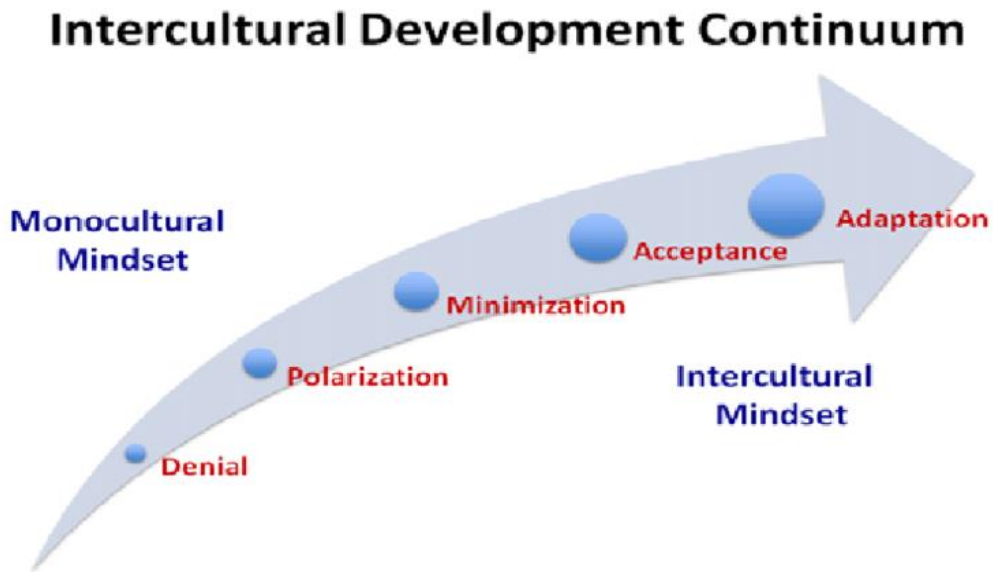 Intercultural Development Continuum
Monocultural
Mindset
Adaptation
Acceptance
Minimization
Polarization
Intercultural
Mindset
Denial